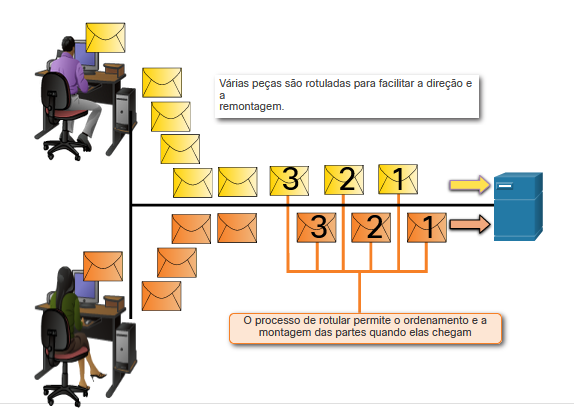 Várias peças são rotuladas para facilitar a direção e
a
remontagem.
3 2 1
3 2 1
O processo de rotular permite o ordenamento e a
montagem das partes quando elas chegam